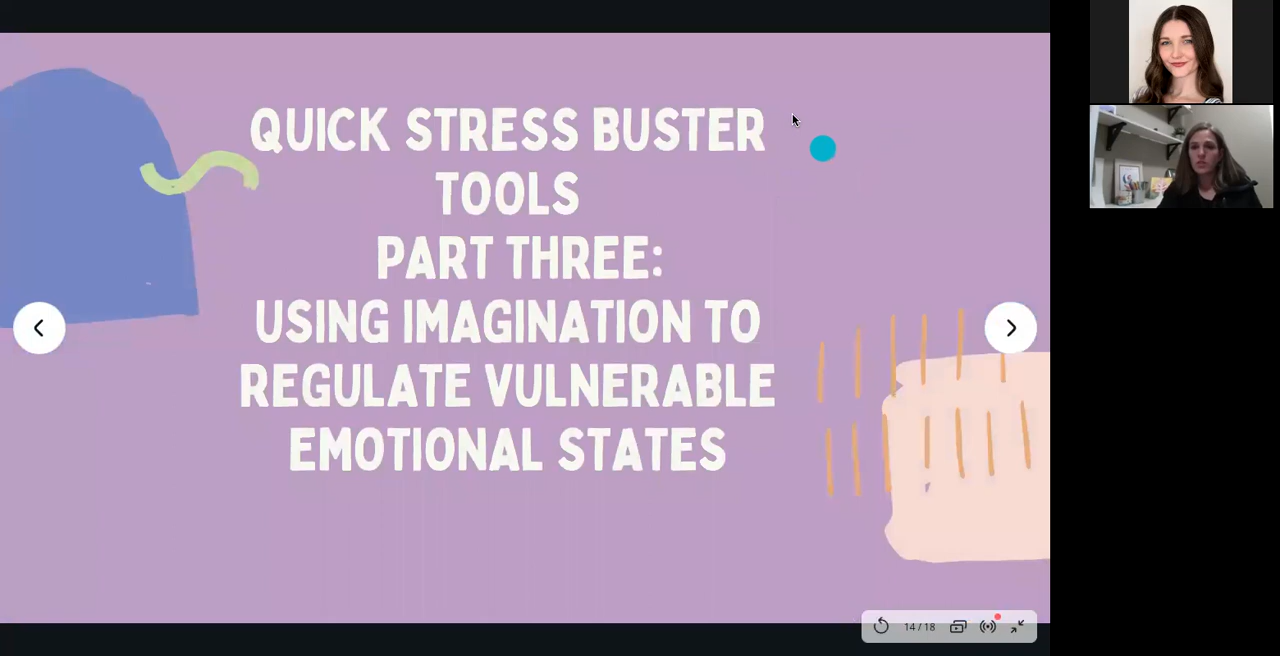 QUICK STRESS BUSTER
TOOLS
PART THREE:
USING IMAGINATION TO
REGULATE VULNERABLE
EMOTIONAL STATES
14 / 18